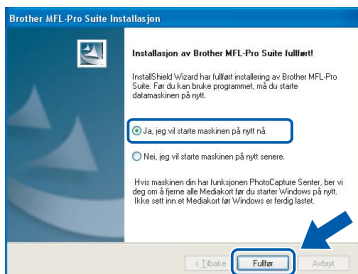 Brother MFL-Pro Suite Installasjon
Installasjon av Brother MFL-Pro Suite fullført!
InstallShield Wizard har fullført installering av Brother MFL-Pro
Suite. Før du kan bruke programmet, må du starte
datamaskinen på nytt.
Ja, jeg vil starte maskinen på nytt nå.
Nei, jeg vil starte maskinen på nytt senere.
Hvis maskinen din har funksjonen PhotoCapture Senter, ber vi
deg om å fjerne alle Mediakort før du starter Windows på nytt.
Ikke sett inn et Mediakort før Windows er ferdig lastet.
< Tilbake
Fullfør
Avbryt